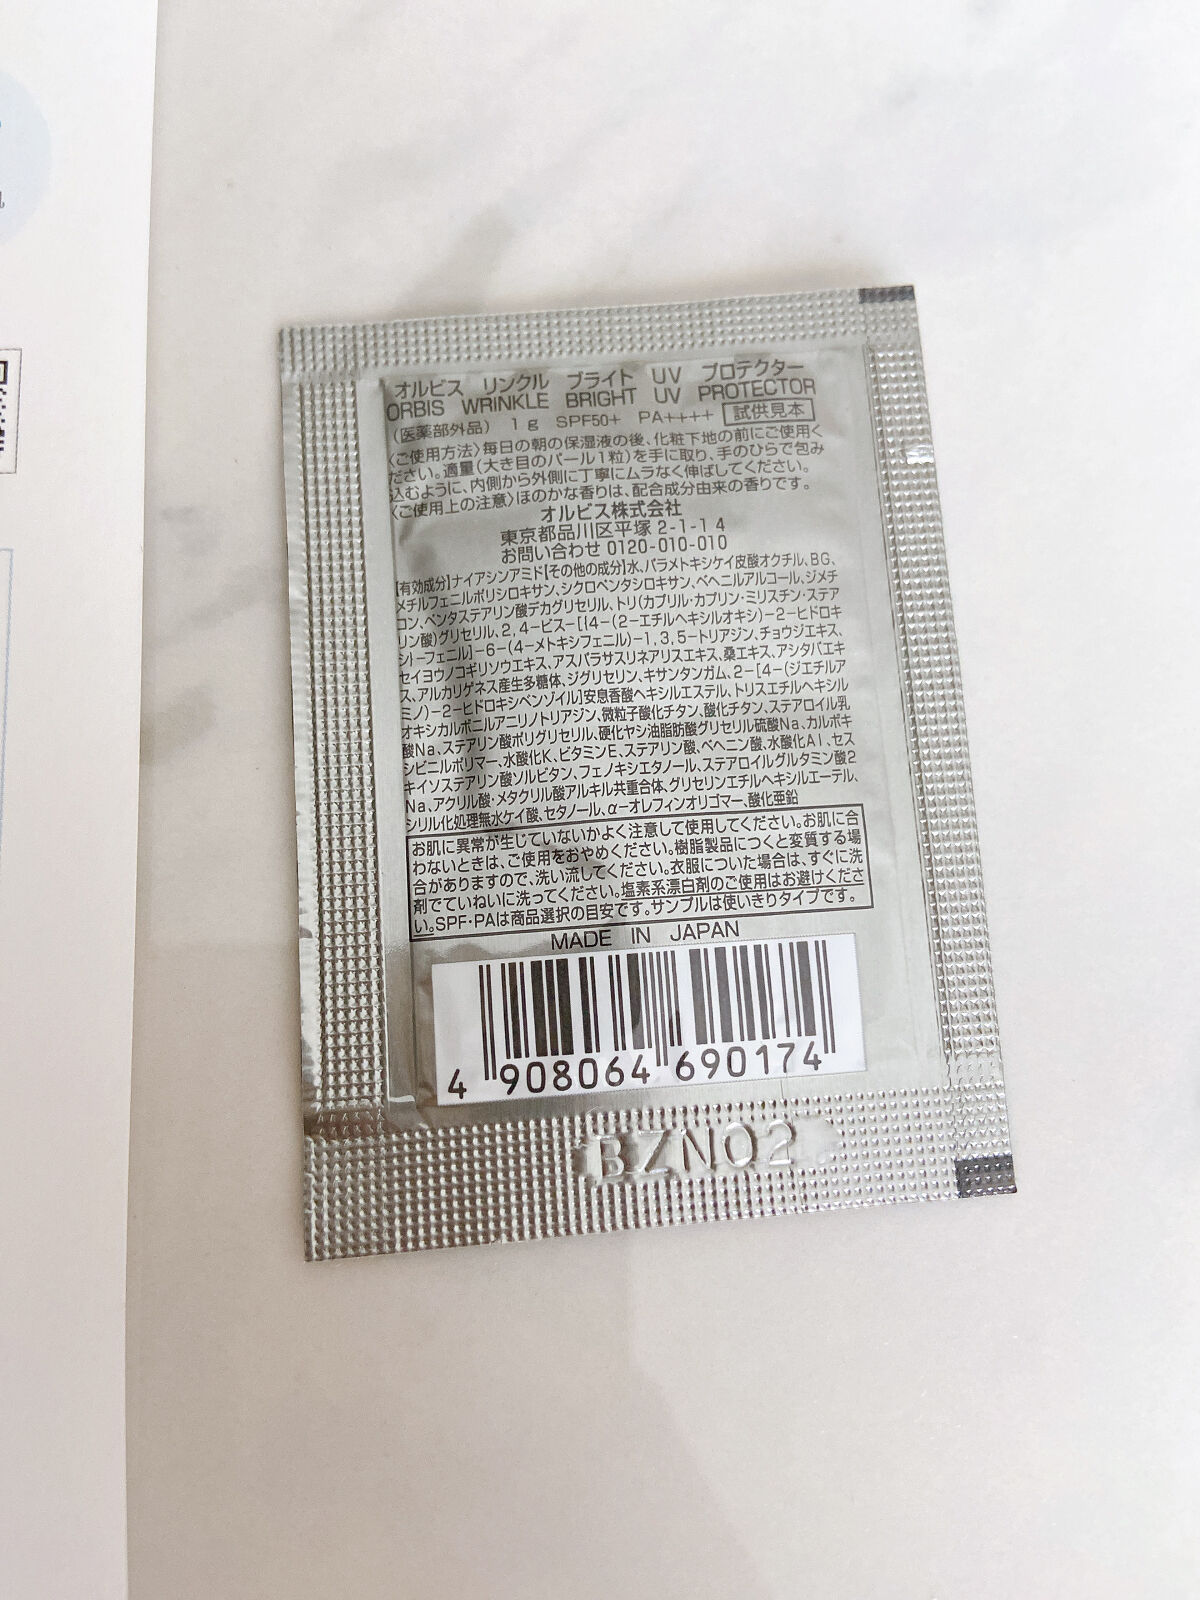 オルビス リンクル ブライト UV プロテクター
ORBIS WRINKLE BRIGHT UV PROTECTOR
(医薬部外品) 1g SPF50+ PA++++ 試供見本
〈ご使用方法〉毎日の朝の保湿液の後、化粧下地の前にご使用く
ださい。適量(大き目のパール1粒)を手に取り、手のひらで包み
込むように、内側から外側に丁寧にムラなく伸ばしてください。
〈ご使用上の注意〉ほのかな香りは、配合成分由来の香りです。
オルビス株式会社
東京都品川区平塚2-1-14
お問い合わせ 0120-010-010
【有効成分】ナイアシンアミド【その他の成分】水、パラメトキシケイ皮酸オクチル、BG、
メチルフェニルポリシロキサン、シクロペンタシロキサン、ベヘニルアルコール、ジメチ
コン、ペンタステアリン酸デカグリセリル、トリ(カプリル・カプリン・ミリスチン・ステア
リン酸)グリセリル、2,4-ビス-[{4-(2-エチルヘキシルオキシ)-2-ヒドロキ
シ}-フェニル]-6-(4-メトキシフェニル)-1,3,5-トリアジン、チョウジエキス、
セイヨウノコギリソウエキス、アスパラサスリネアリスエキス、桑エキス、アシタバエキ
ス、アルカリゲネス産生多糖体、ジグリセリン、キサンタンガム、2-[4-(ジエチルア
ミノ)-2-ヒドロキシベンゾイル]安息香酸ヘキシルエステル、トリスエチルヘキシル
オキシカルボニルアニリノトリアジン、微粒子酸化チタン、酸化チタン、ステアロイル乳
酸Na、ステアリン酸ポリグリセリル、硬化ヤシ油脂肪酸グリセリル硫酸Na、カルボキ
シビニルポリマー、水酸化K、ビタミンE、ステアリン酸、ベヘニン酸、水酸化Al、セス
キイソステアリン酸ソルビタン、フェノキシエタノール、ステアロイルグルタミン酸2
Na、アクリル酸・メタクリル酸アルキル共重合体、グリセリンエチルヘキシルエーテル、
シリル化処理無水ケイ酸、セタノール、α-オレフィンオリゴマー、酸化亜鉛
お肌に異常が生じていないかよく注意して使用してください。お肌に合
わないときは、ご使用をおやめください。樹脂製品につくと変質する場
合がありますので、洗い流してください。衣服についた場合は、すぐに洗
剤でていねいに洗ってください。塩素系漂白剤のご使用はお避けくださ
い。SPF・PAは商品選択の目安です。サンプルは使いきりタイプです。
MADE IN JAPAN
4 908064 690174
BZN02